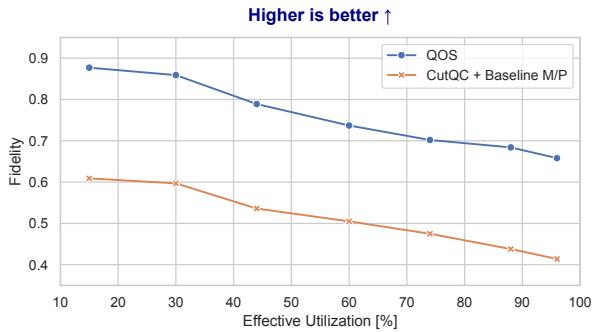 Higher is better ↑
QOS
CutQC + Baseline M/P
Fidelity
0.9
0.8
0.7
0.6
0.5
0.4
10 20 30 40 50 60 70 80 90 100
Effective Utilization [%]